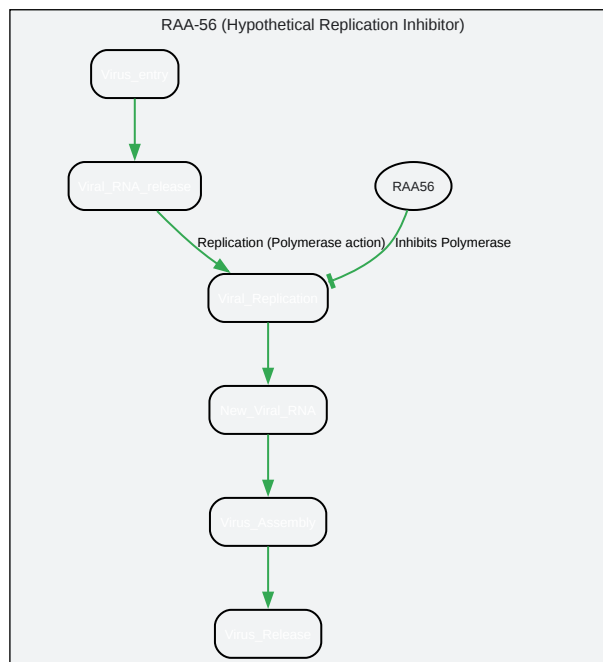 RAA-56 (Hypothetical Replication Inhibitor)
Virus_entry
Viral_RNA_release
RAA56
Replication (Polymerase action)
Inhibits Polymerase
Viral_Replication
New_Viral_RNA
Virus_Assembly
Virus_Release